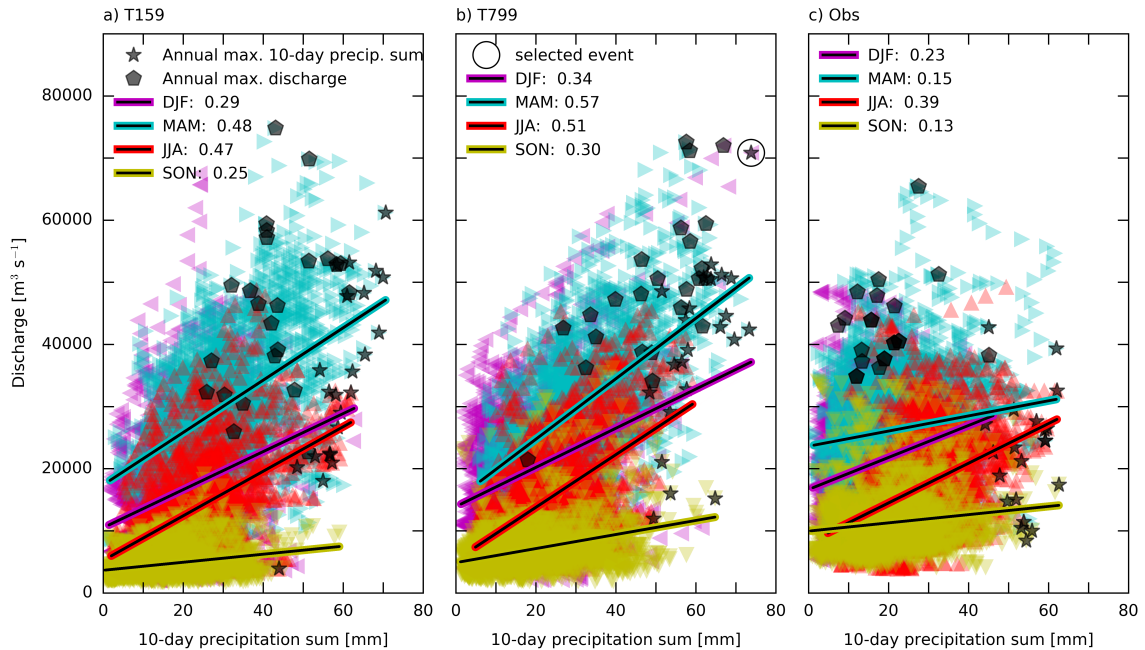 a) T159
Annual max. 10-day precip. sum
Annual max. discharge
DJF: 0.29
MAM: 0.48
JJA: 0.47
SON: 0.25
b) T799
selected event
DJF: 0.34
MAM: 0.57
JJA: 0.51
SON: 0.30
c) Obs
DJF: 0.23
MAM: 0.15
JJA: 0.39
SON: 0.13
Discharge [m³ s⁻¹]
80000
60000
40000
20000
0
0 20 40 60 80
0 20 40 60 80
0 20 40 60 80
10-day precipitation sum [mm]
10-day precipitation sum [mm]
10-day precipitation sum [mm]